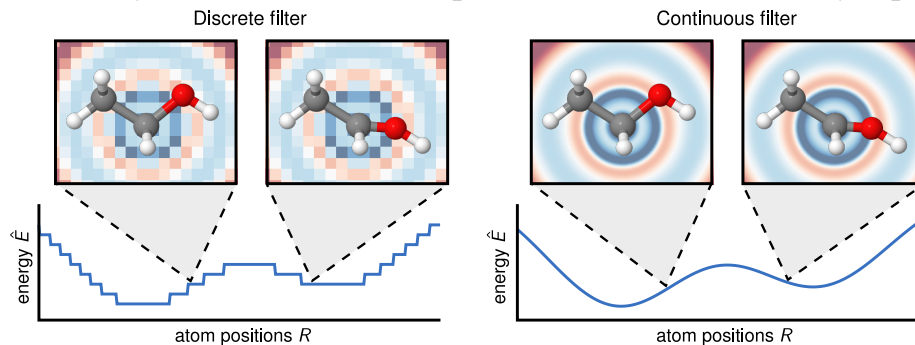 Discrete filter
Continuous filter
energy Ê
energy Ê
atom positions R
atom positions R